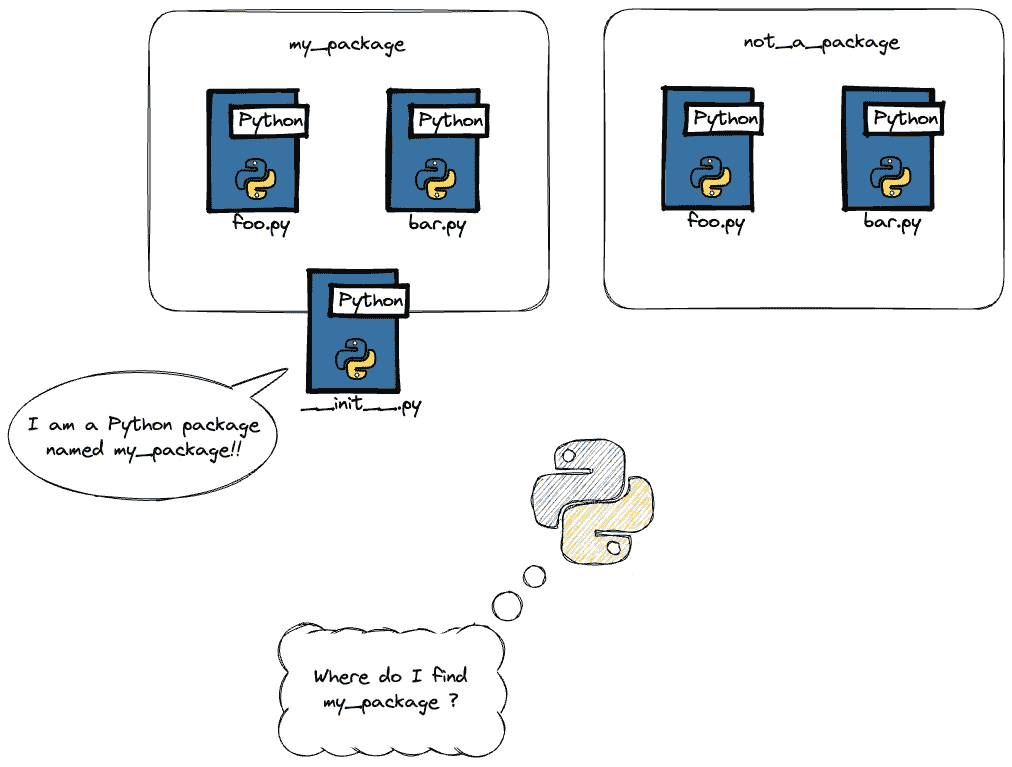 my_package
not_a_package
Python
Python
Python
Python
foo.py
bar.py
foo.py
bar.py
Python
__init__.py
I am a Python package
named my_package!!
Where do I find
my_package ?